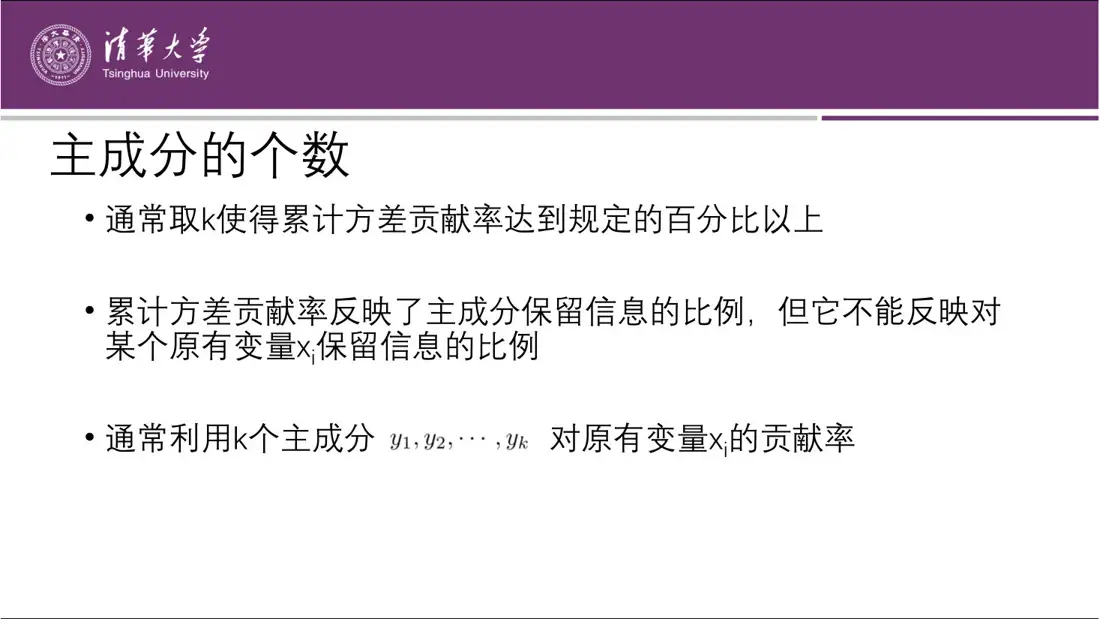 清华大学
Tsinghua University
主成分的个数
• 通常取k使得累计方差贡献率达到规定的百分比以上
• 累计方差贡献率反映了主成分保留信息的比例，但它不能反映对
某个原有变量xᵢ保留信息的比例
• 通常利用k个主成分 y₁, y₂, ⋯ , yₖ 对原有变量xᵢ的贡献率